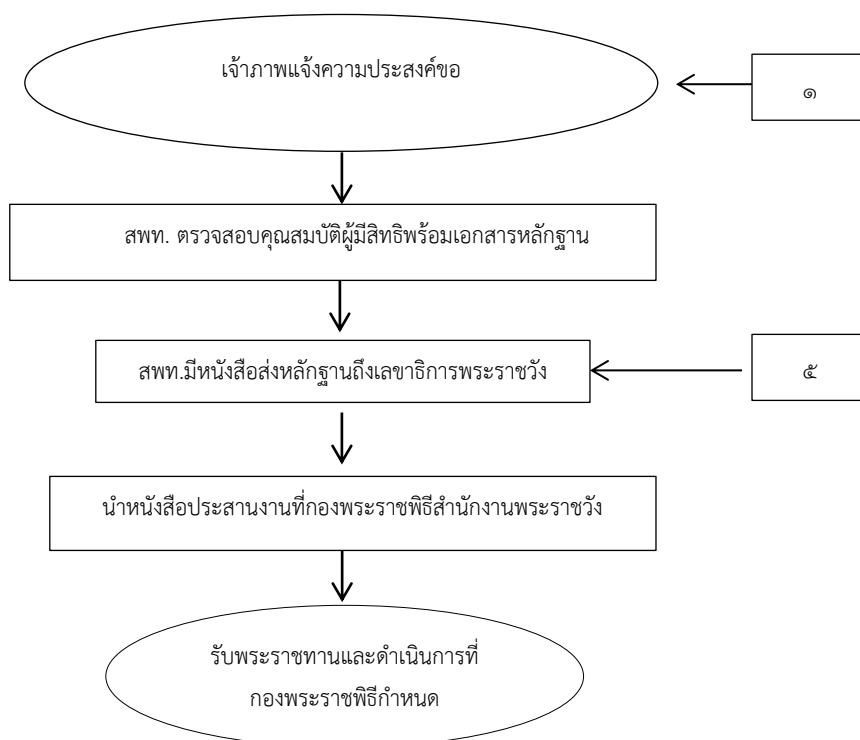 เจ้าภาพแจ้งความประสงค์ขอ
๑
สพท. ตรวจสอบคุณสมบัติผู้มีสิทธิพร้อมเอกสารหลักฐาน
สพท.มีหนังสือส่งหลักฐานถึงเลขาธิการพระราชวัง
๕
นำหนังสือประสานงานที่กองพระราชพิธีสำนักงานพระราชวัง
รับพระราชทานและดำเนินการที่
กองพระราชพิธีกำหนด